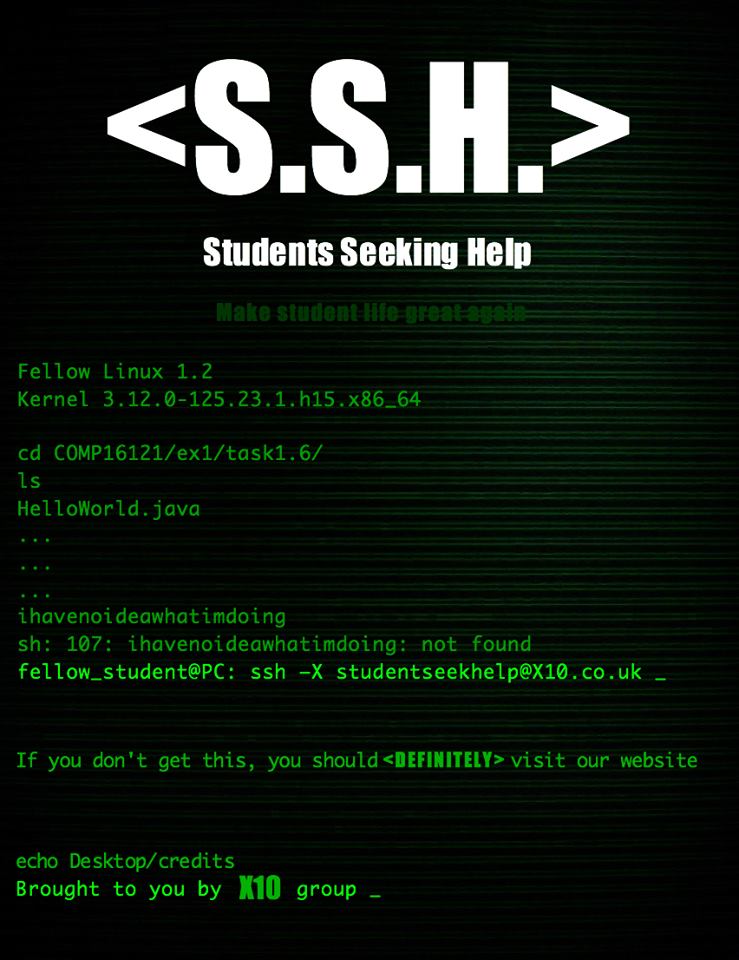 <S.S.H.>
Students Seeking Help
Make student life great again
Fellow Linux 1.2
Kernel 3.12.0-125.23.1.h15.x86_64
cd COMP16121/ex1/task1.6/
ls
HelloWorld.java
...
...
...
ihavenoideawhatimdoing
sh: 107: ihavenoideawhatimdoing: not found
fellow_student@PC: ssh –X studentseekhelp@X10.co.uk _
If you don't get this, you should <DEFINITELY> visit our website
echo Desktop/credits
Brought to you by X10 group _